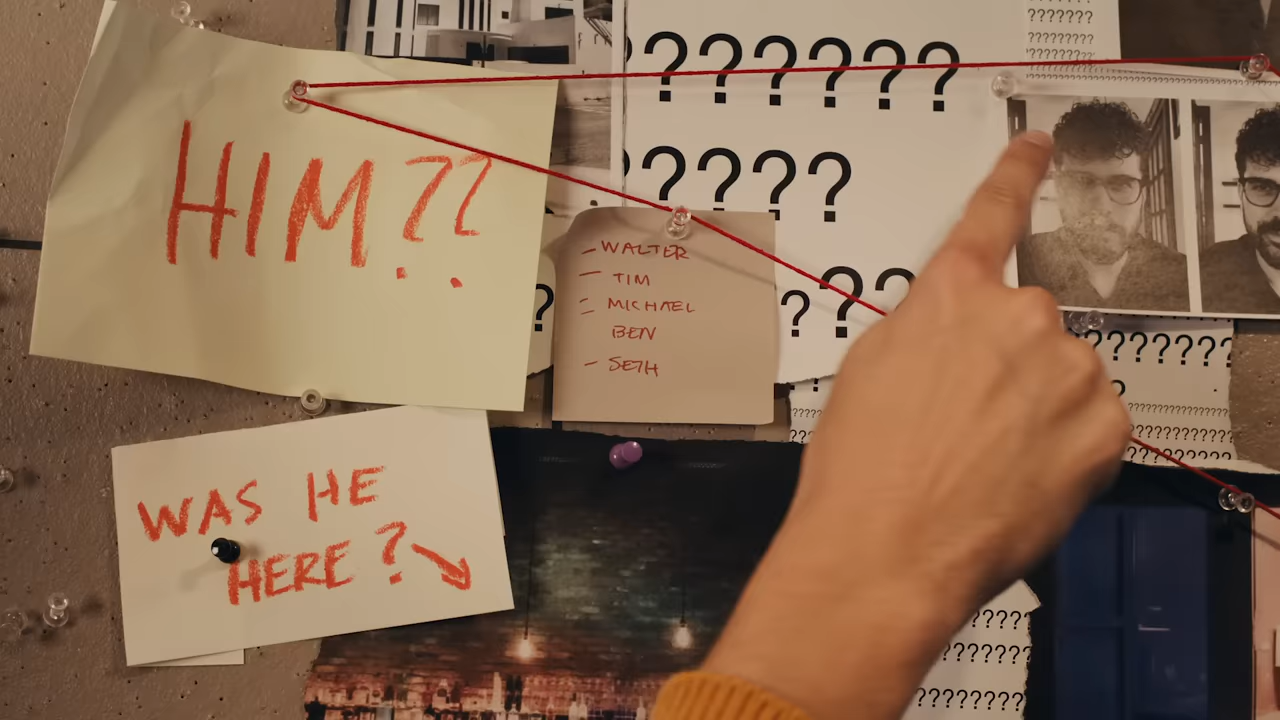 HIM??
??????
????
???
?
- WALTER
- TIM
- MICHAEL
BEN
- SETH
WAS HE
HERE? ↘